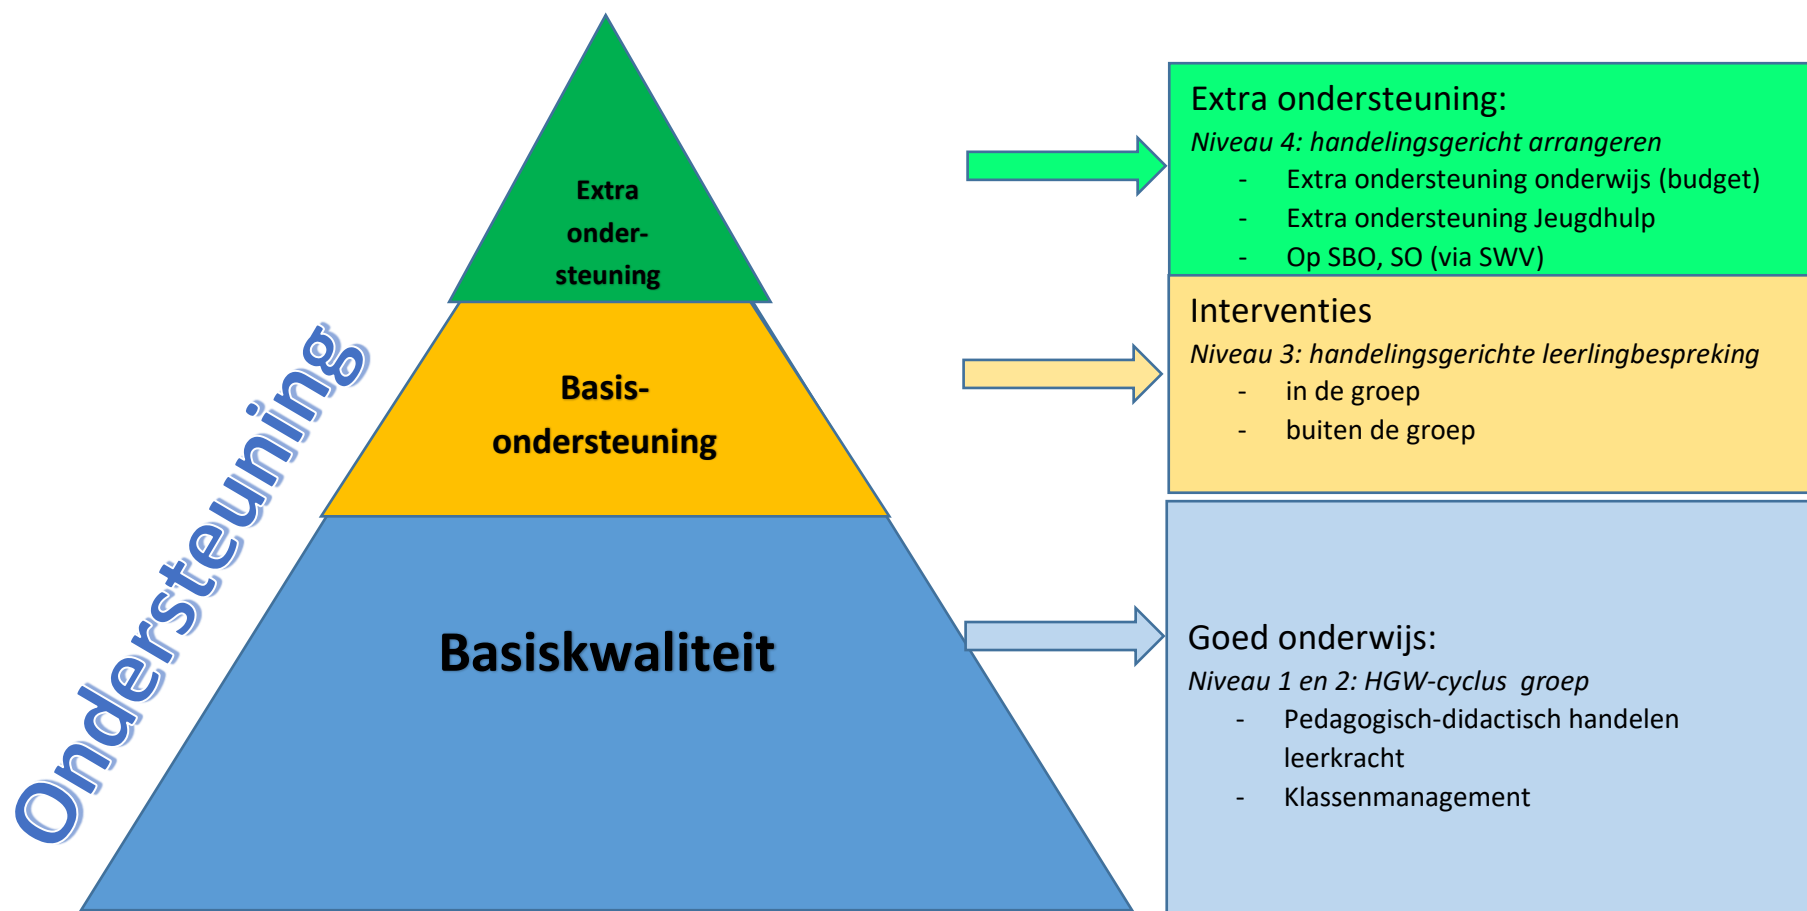 Ondersteuning
Extra
onder-
steuning
Basis-
ondersteuning
Basiskwaliteit
Extra ondersteuning:
Niveau 4: handelingsgericht arrangeren
- Extra ondersteuning onderwijs (budget)
- Extra ondersteuning Jeugdhulp
- Op SBO, SO (via SWV)
Interventies
Niveau 3: handelingsgerichte leerlingbespreking
- in de groep
- buiten de groep
Goed onderwijs:
Niveau 1 en 2: HGW-cyclus  groep
- Pedagogisch-didactisch handelen
leerkracht
- Klassenmanagement